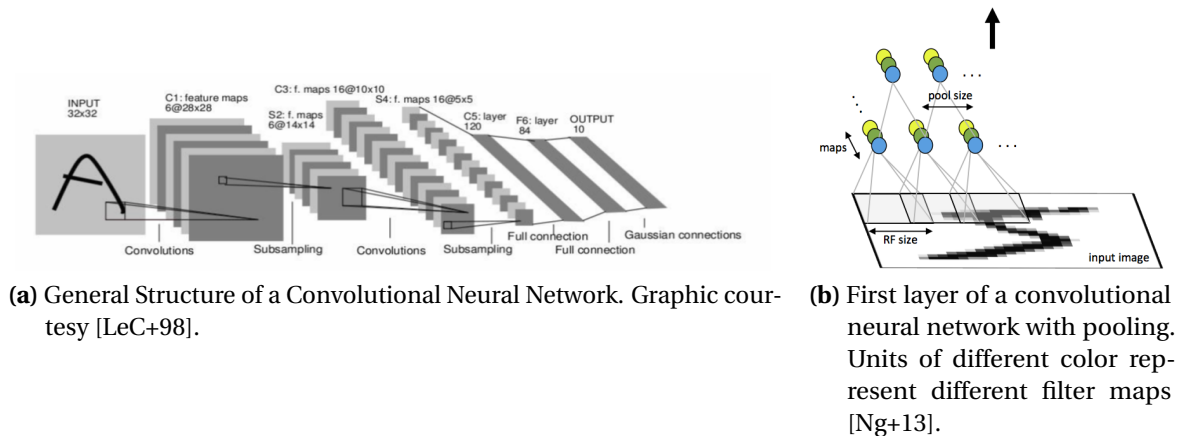 INPUT
32x32
C1: feature maps
6@28x28
C3: f. maps 16@10x10
S2: f. maps
6@14x14
S4: f. maps 16@5x5
C5: layer
120
F6: layer
84
OUTPUT
10
Convolutions
Subsampling
Convolutions
Subsampling
Full connection
Full connection
Gaussian connections
(a) General Structure of a Convolutional Neural Network. Graphic cour-
tesy [LeC+98].
pool size
maps
RF size
input image
(b) First layer of a convolutional
neural network with pooling.
Units of different color rep-
resent different filter maps
[Ng+13].